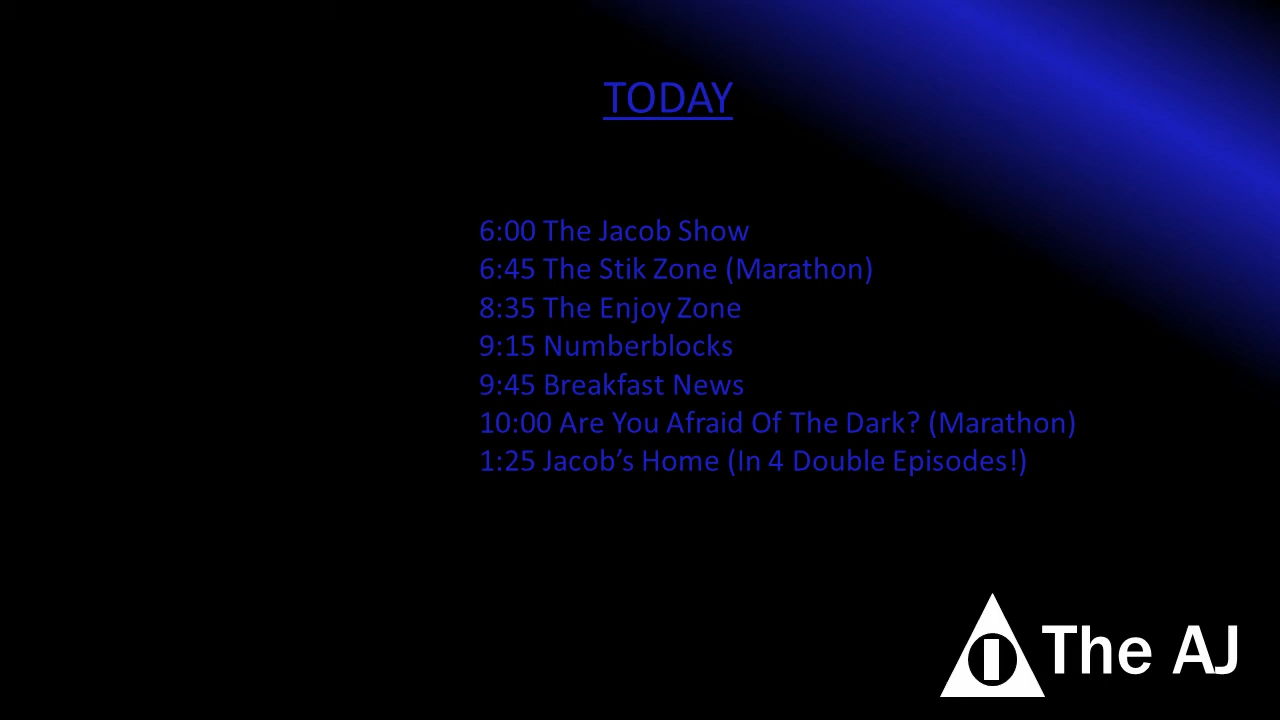 TODAY
6:00 The Jacob Show
6:45 The Stik Zone (Marathon)
8:35 The Enjoy Zone
9:15 Numberblocks
9:45 Breakfast News
10:00 Are You Afraid Of The Dark? (Marathon)
1:25 Jacob’s Home (In 4 Double Episodes!)
The AJ